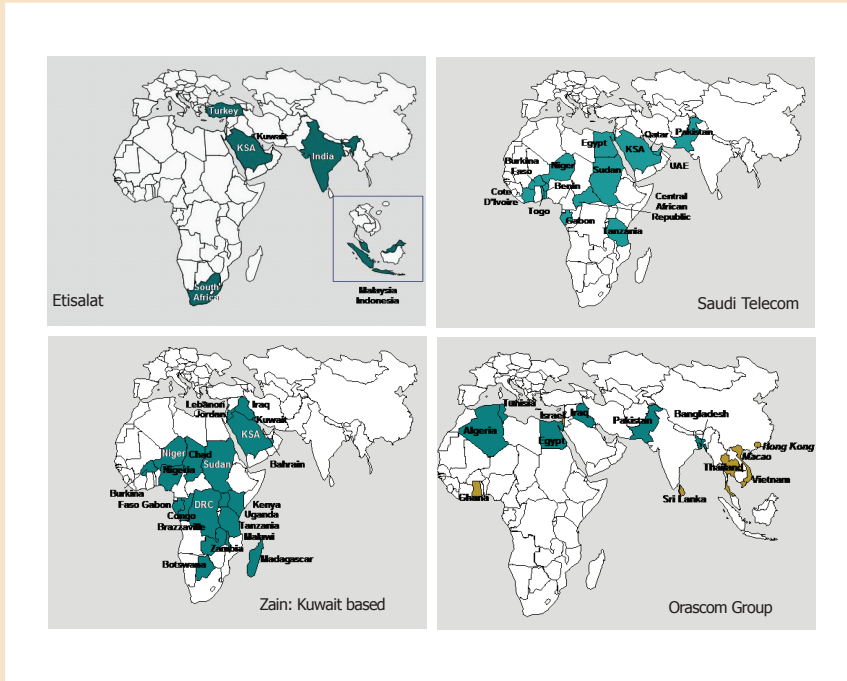 Turkey
Kuwait
KSA
India
South
Africa
Malaysia
Indonesia
Etisalat
Pakistan
Qatar
Egypt
KSA
UAE
Burkina
Faso
Niger
Sudan
Benin
Cote
D'Ivoire
Togo
Gabon
Central
African
Republic
Tanzania
Saudi Telecom
Lebanon
Jordan
Iraq
Kuwait
KSA
Niger
Chad
Sudan
Nigeria
Bahrain
Burkina
Faso Gabon
DRC
Congo
Brazzaville
Kenya
Uganda
Tanzania
Malawi
Zambia
Madagascar
Botswana
Zain: Kuwait based
Tunisia
Israel
Iraq
Algeria
Egypt
Pakistan
Bangladesh
Hong Kong
Macao
Thailand
Vietnam
Sri Lanka
Ghana
Orascom Group